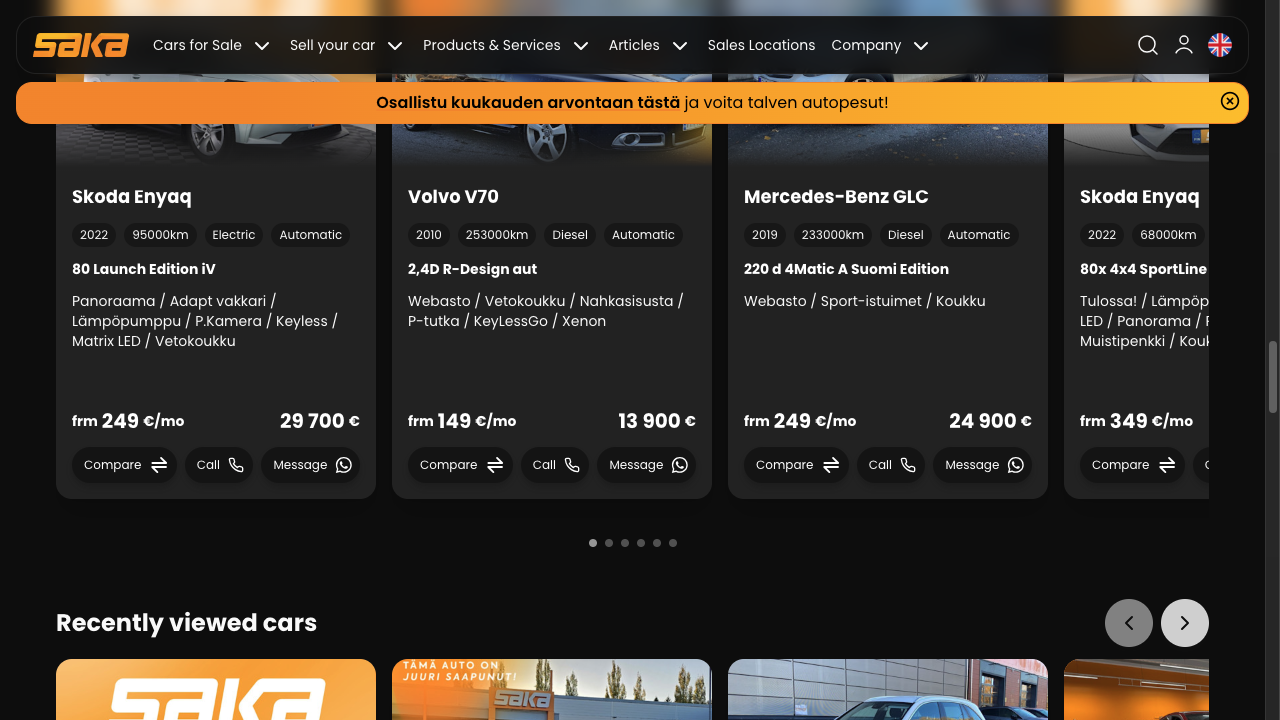 saka
Cars for Sale
Sell your car
Products & Services
Articles
Sales Locations
Company
Osallistu kuukauden arvontaan tästä ja voita talven autopesut!
Skoda Enyaq
2022
95000km
Electric
Automatic
80 Launch Edition iV
Panoraama / Adapt vakkari /
Lämpöpumppu / P.Kamera / Keyless /
Matrix LED / Vetokoukku
frm 249 €/mo
29 700 €
Compare
Call
Message
Volvo V70
2010
253000km
Diesel
Automatic
2,4D R-Design aut
Webasto / Vetokoukku / Nahkasisusta /
P-tutka / KeyLessGo / Xenon
frm 149 €/mo
13 900 €
Compare
Call
Message
Mercedes-Benz GLC
2019
233000km
Diesel
Automatic
220 d 4Matic A Suomi Edition
Webasto / Sport-istuimet / Koukku
frm 249 €/mo
24 900 €
Compare
Call
Message
Skoda Enyaq
2022
68000km
80x 4x4 SportLine
Tulossa! / Lämpöp
LED / Panorama /
Muistipenkki / Kouk
frm 349 €/mo
Compare
Recently viewed cars
saka
TÄMÄ AUTO ON
JUURI SAAPUNUT!
saka